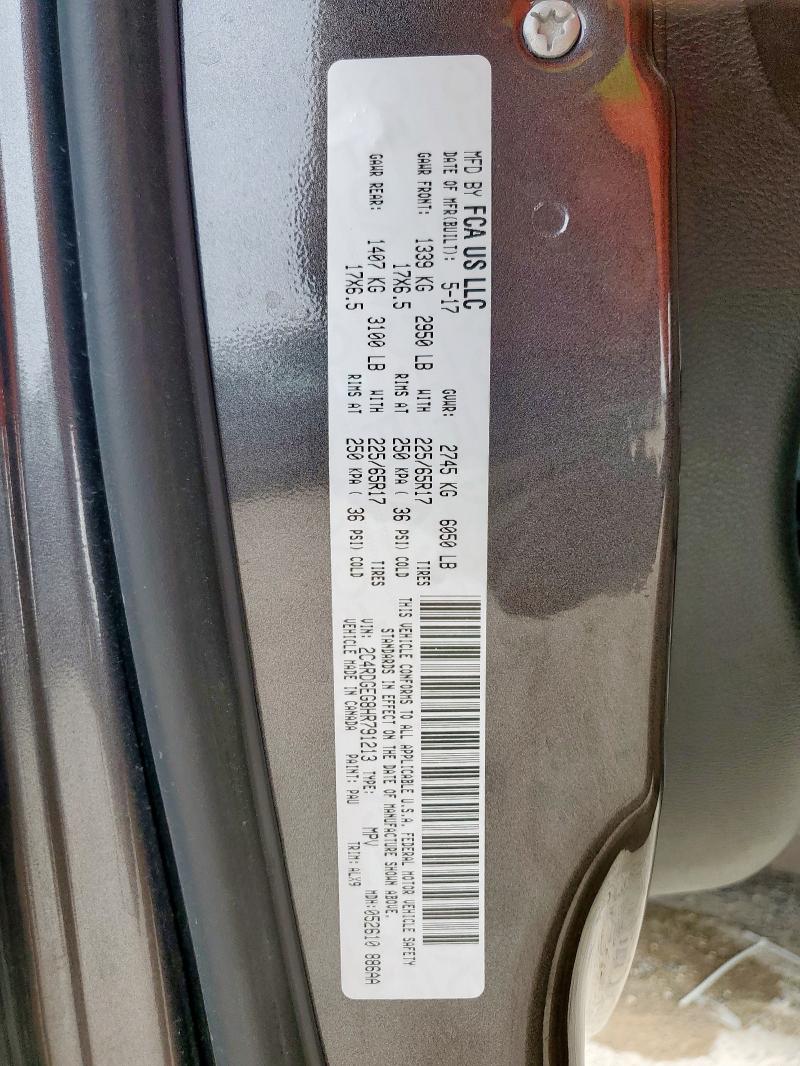 MFD BY FCA US LLC
DATE OF MFR(BUILT): 5-17 GVWR: 2745 KG 6050 LB
GAWR FRONT: 1339 KG 2950 LB WITH 225/65R17 TIRES
17X6.5 RIMS AT 250 KPA ( 36 PSI) COLD
GAWR REAR: 1407 KG 3100 LB WITH 225/65R17 TIRES
17X6.5 RIMS AT 250 KPA ( 36 PSI) COLD
THIS VEHICLE CONFORMS TO ALL APPLICABLE U.S.A. FEDERAL MOTOR VEHICLE SAFETY
STANDARDS IN EFFECT ON THE DATE OF MANUFACTURE SHOWN ABOVE.
VIN: 2C4RDGEG8HR791213 TYPE: MPV MDH: 052610 886AA
VEHICLE MADE IN CANADA PAINT: PAU TRIM: ALX9